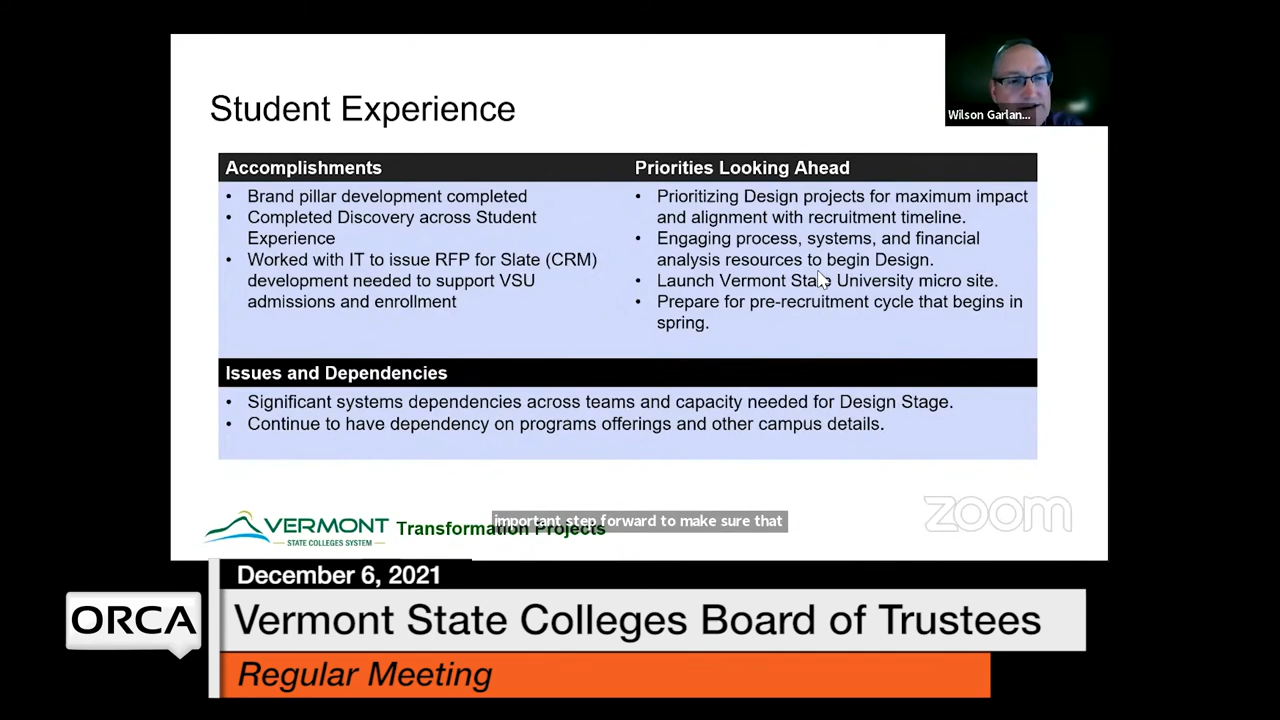 Wilson Garlan...
Student Experience
Accomplishments
• Brand pillar development completed
• Completed Discovery across Student
Experience
• Worked with IT to issue RFP for Slate (CRM)
development needed to support VSU
admissions and enrollment
Priorities Looking Ahead
• Prioritizing Design projects for maximum impact
and alignment with recruitment timeline.
• Engaging process, systems, and financial
analysis resources to begin Design.
• Launch Vermont State University micro site.
• Prepare for pre-recruitment cycle that begins in
spring.
Issues and Dependencies
• Significant systems dependencies across teams and capacity needed for Design Stage.
• Continue to have dependency on programs offerings and other campus details.
VERMONT
STATE COLLEGES SYSTEM
Transformation Projects
important step forward to make sure that
zoom
December 6, 2021
ORCA
Vermont State Colleges Board of Trustees
Regular Meeting